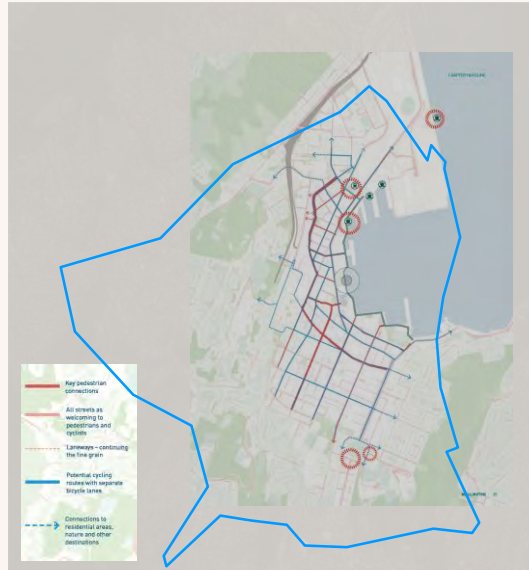 Key pedestrian
connections
All streets as
welcoming to
pedestrians and
cyclists
Laneways – continuing
the fine grain
Potential cycling
routes with separate
bicycle lanes
Connections to
residential areas,
nature and other
destinations